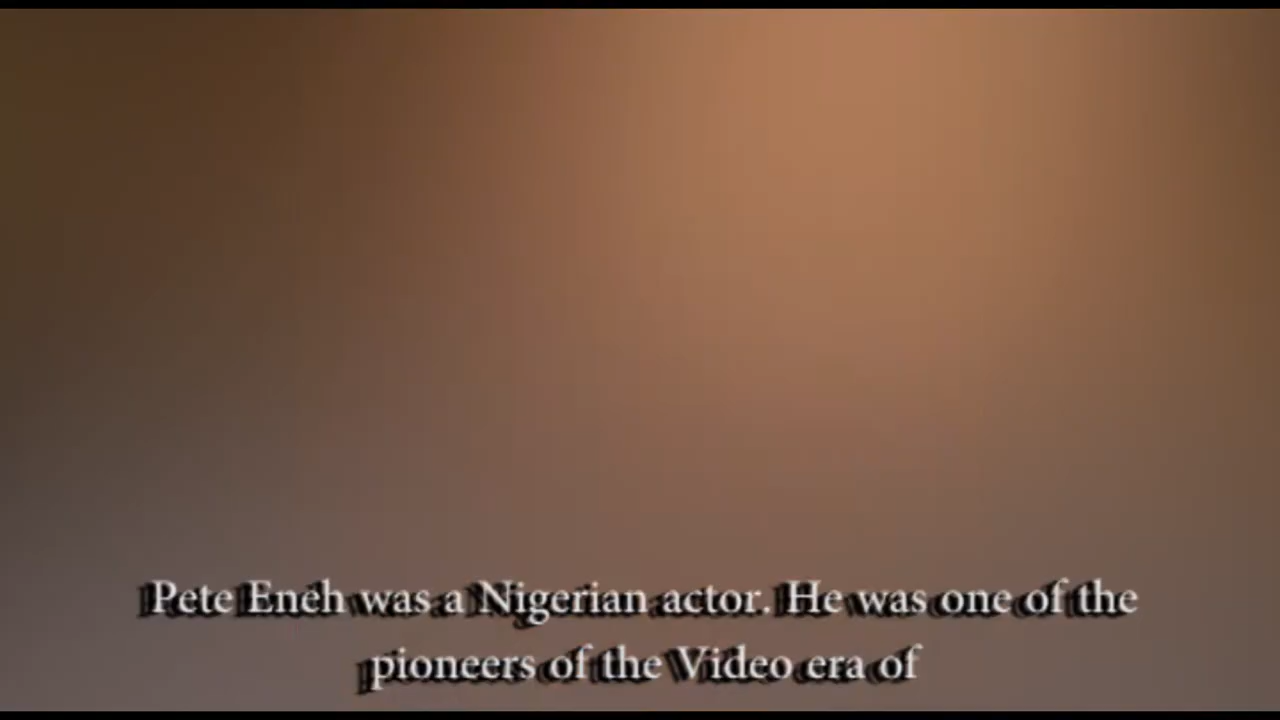 Pete Eneh was a Nigerian actor. He was one of the
pioneers of the Video era of